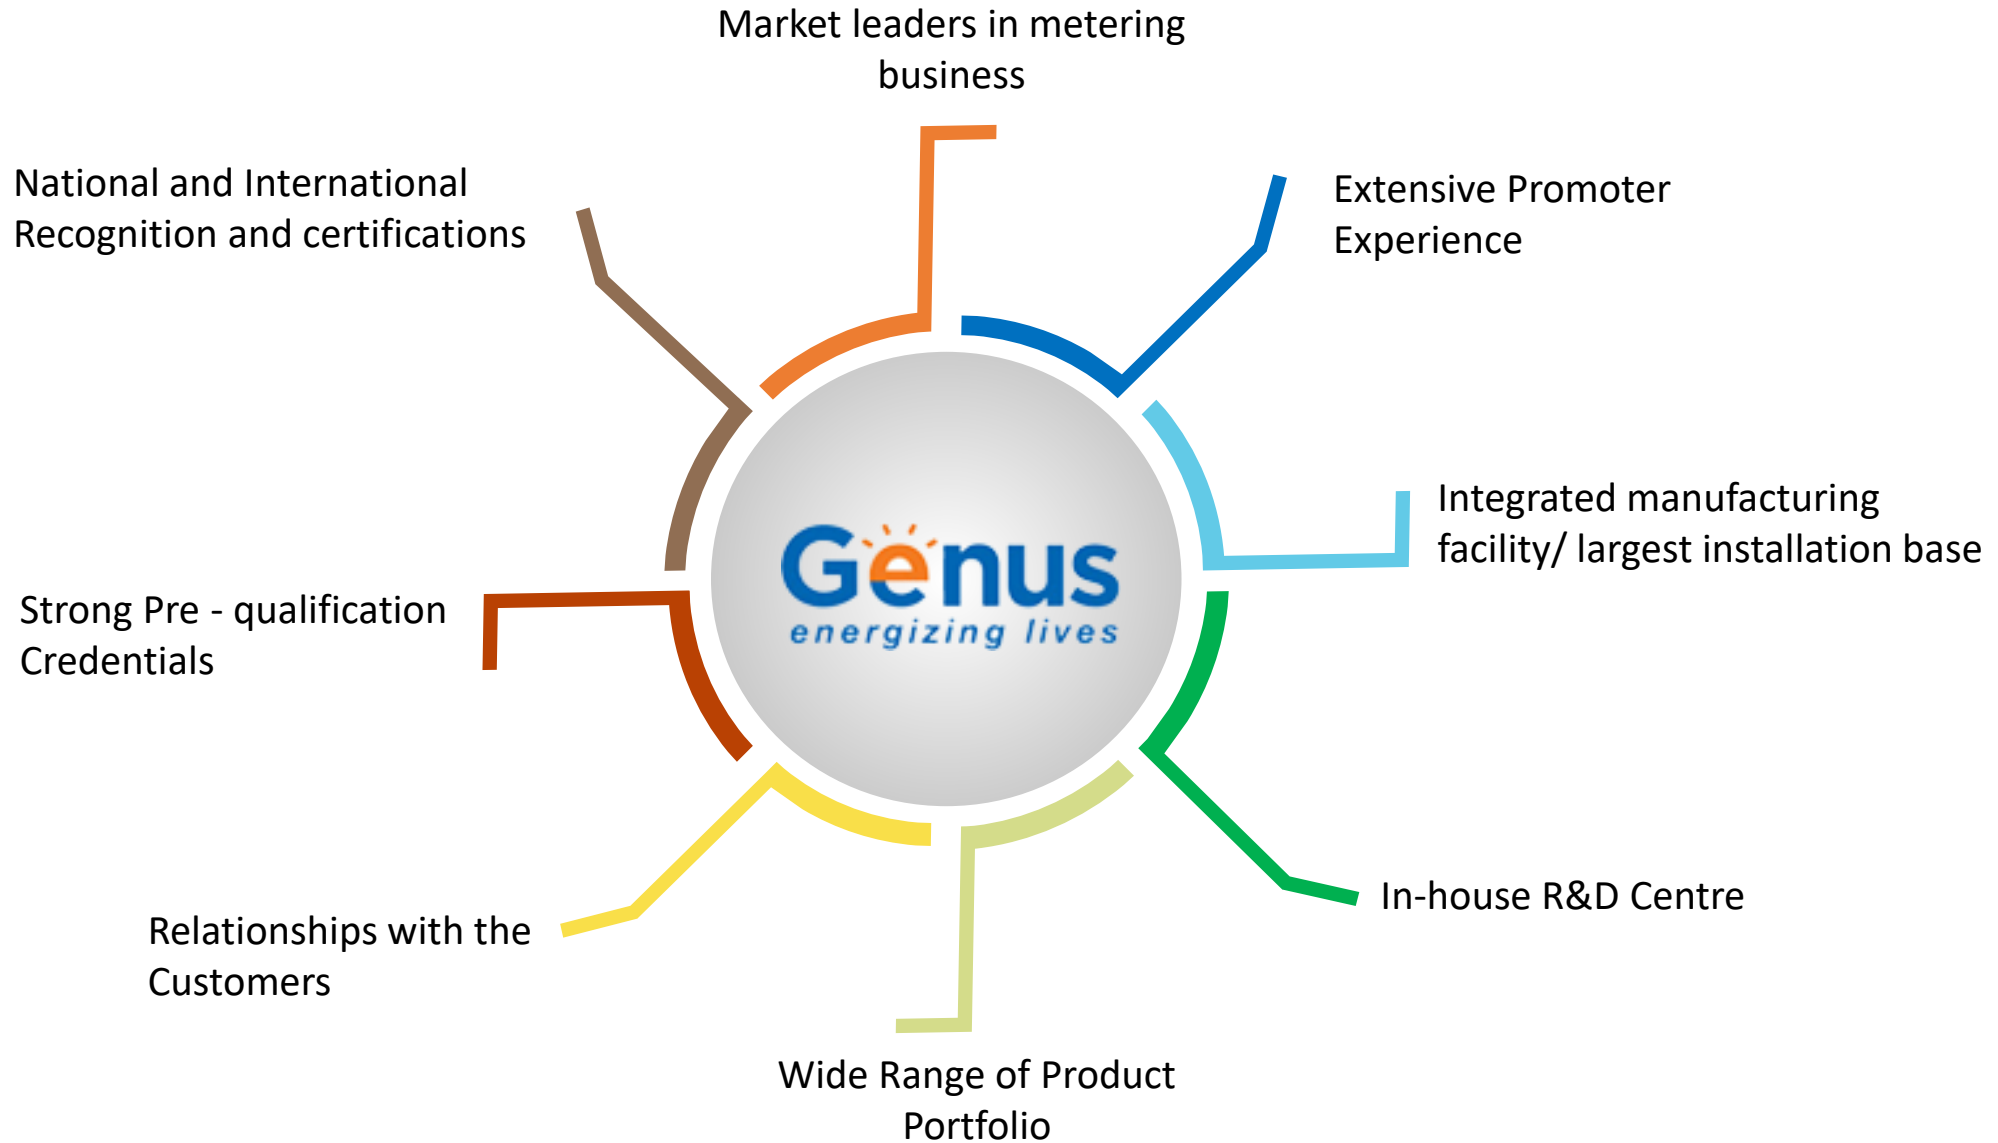 Market leaders in metering
business
Extensive Promoter
Experience
Integrated manufacturing
facility/ largest installation base
In-house R&D Centre
Wide Range of Product
Portfolio
Relationships with the
Customers
Strong Pre - qualification
Credentials
National and International
Recognition and certifications
Genus
energizing lives